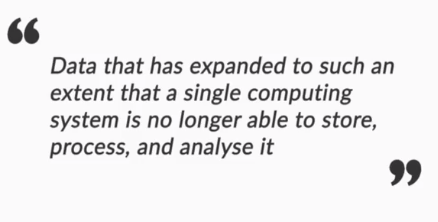 “
Data that has expanded to such an
extent that a single computing
system is no longer able to store,
process, and analyse it
”